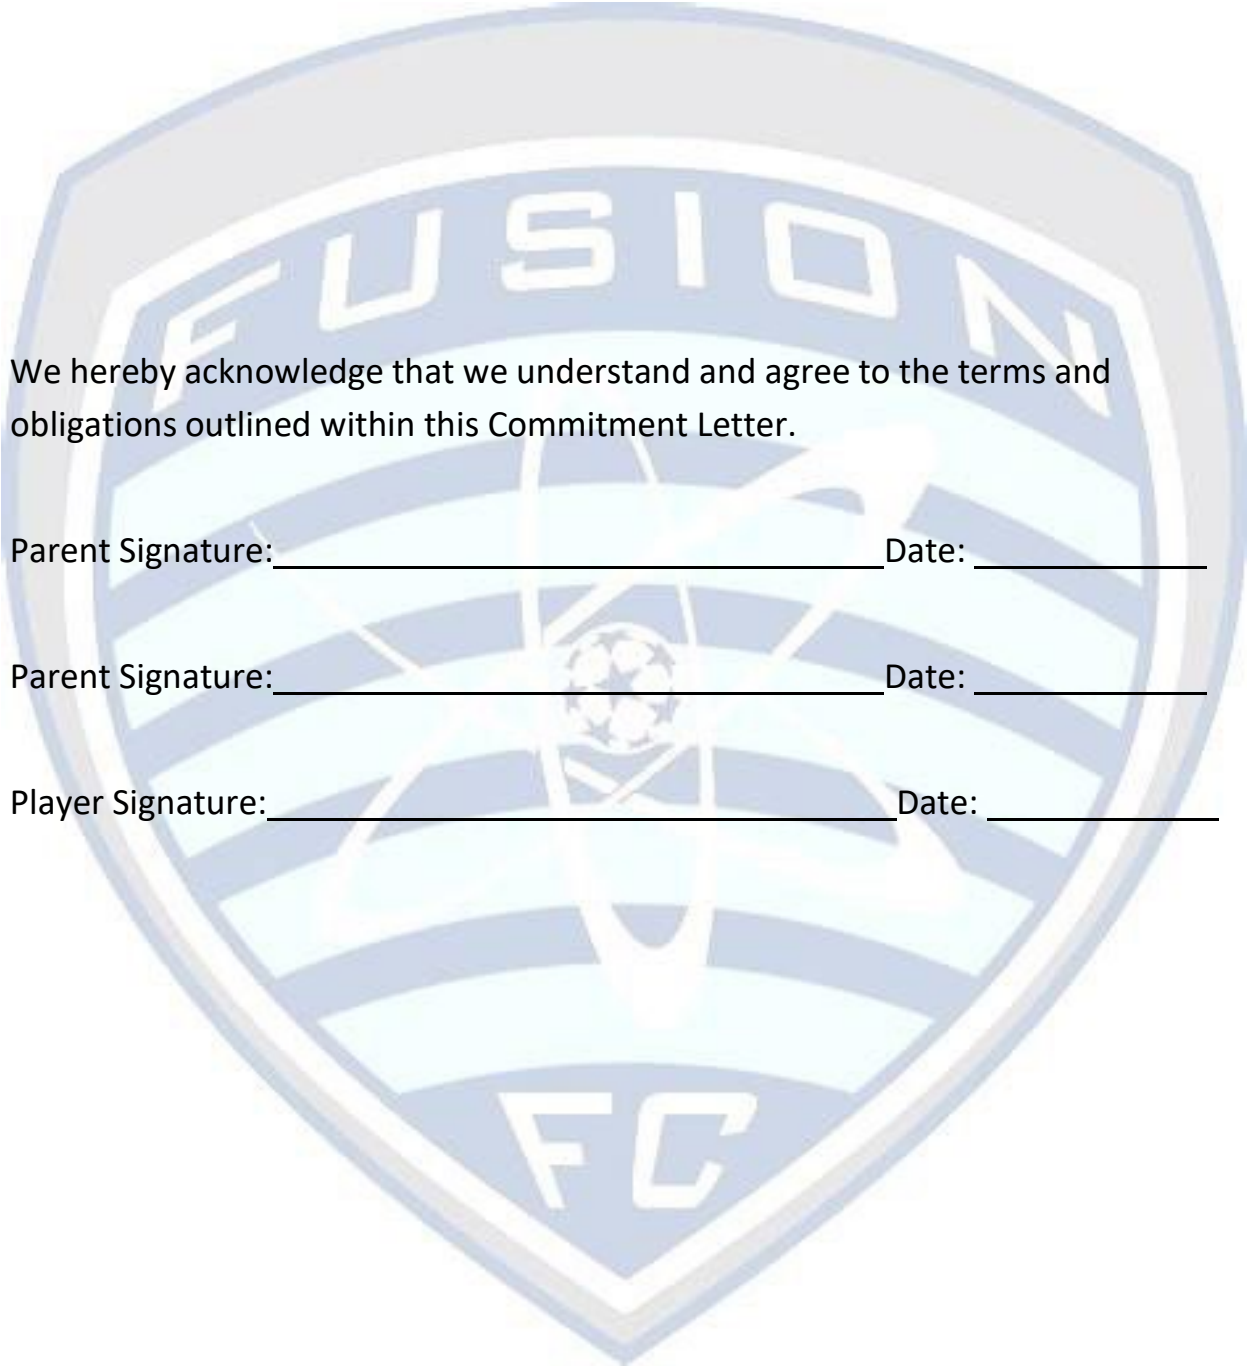 FUSION
We hereby acknowledge that we understand and agree to the terms and
obligations outlined within this Commitment Letter.
Parent Signature: Date:
Parent Signature: Date:
Player Signature: Date:
FC